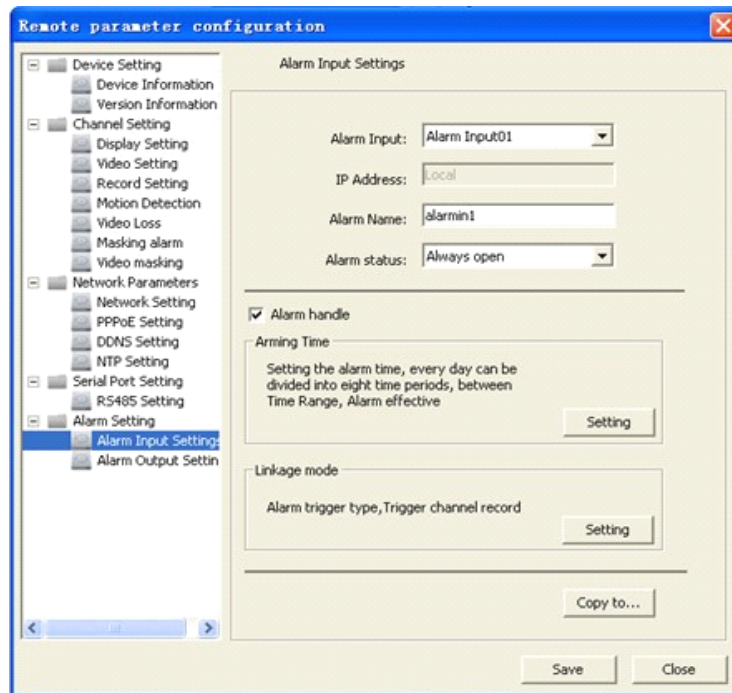 Remote parameter configuration
Device Setting
Device Information
Version Information
Channel Setting
Display Setting
Video Setting
Record Setting
Motion Detection
Video Loss
Masking alarm
Video masking
Network Parameters
Network Setting
PPPoE Setting
DDNS Setting
NTP Setting
Serial Port Setting
RS485 Setting
Alarm Setting
Alarm Input Settings
Alarm Output Settin
Alarm Input Settings
Alarm Input: Alarm Input01
IP Address: Local
Alarm Name: alarmin1
Alarm status: Always open
Alarm handle
Arming Time
Setting the alarm time, every day can be
divided into eight time periods, between
Time Range, Alarm effective
Setting
Linkage mode
Alarm trigger type,Trigger channel record
Setting
Copy to...
Save Close